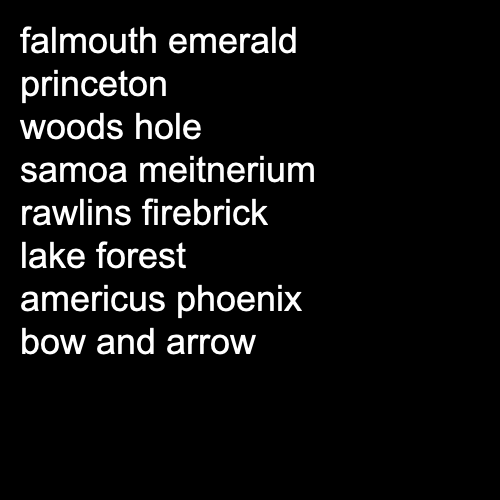 falmouth emerald
princeton
woods hole
samoa meitnerium
rawlins firebrick
lake forest
americus phoenix
bow and arrow